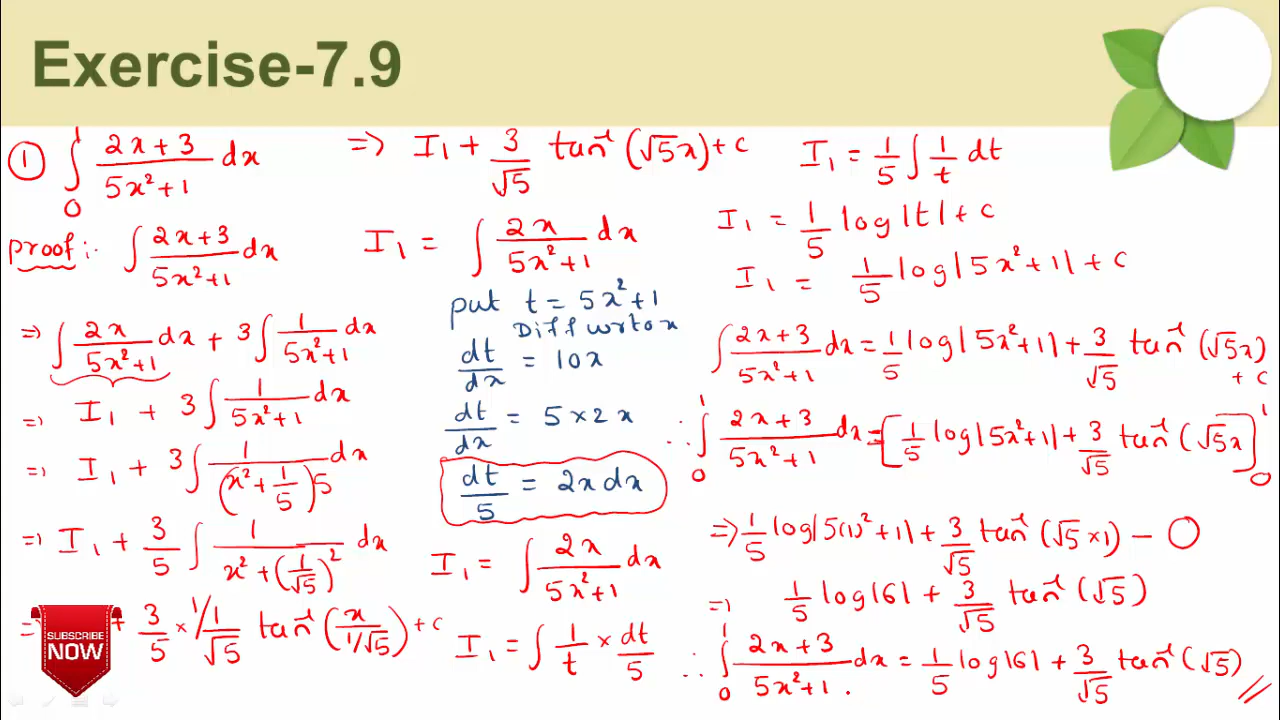 Exercise-7.9
① ∫₀¹ (2x+3)/(5x²+1) dx
proof:- ∫ (2x+3)/(5x²+1) dx
=> ∫ 2x/(5x²+1) dx + 3 ∫ 1/(5x²+1) dx
=> I₁ + 3 ∫ 1/(5x²+1) dx
=> I₁ + 3 ∫ 1/((x²+1/5)5) dx
=> I₁ + 3/5 ∫ 1/(x²+(1/√5)²) dx
=> + 3/5 × 1/(1/√5) tan⁻¹(x/(1/√5)) + c
SUBSCRIBE
NOW
=> I₁ + 3/√5 tan⁻¹(√5x) + c
I₁ = ∫ 2x/(5x²+1) dx
put t = 5x²+1
Diff w r to x
dt/dx = 10x
dt/dx = 5 × 2x
dt/5 = 2x dx
I₁ = ∫ 2x/(5x²+1) dx
I₁ = ∫ 1/t × dt/5
I₁ = 1/5 ∫ 1/t dt
I₁ = 1/5 log|t| + c
I₁ = 1/5 log|5x²+1| + c
∫ (2x+3)/(5x²+1) dx = 1/5 log|5x²+1| + 3/√5 tan⁻¹(√5x) + c
∴ ∫₀¹ (2x+3)/(5x²+1) dx = [1/5 log|5x²+1| + 3/√5 tan⁻¹(√5x]₀¹
=> 1/5 log|5(1)²+1| + 3/√5 tan⁻¹(√5×1) − 0
=> 1/5 log|6| + 3/√5 tan⁻¹(√5)
∴ ∫₀¹ (2x+3)/(5x²+1) dx = 1/5 log|6| + 3/√5 tan⁻¹(√5) //